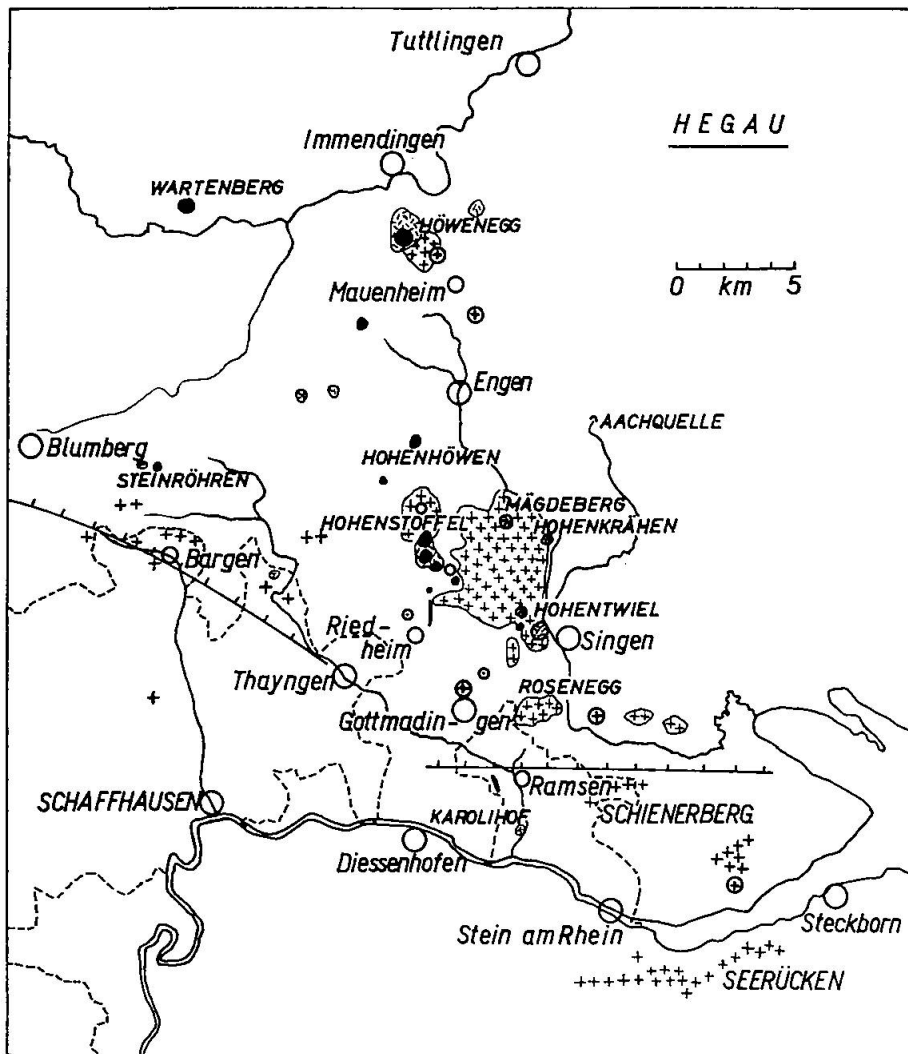 Tuttlingen
HEGAU
Immendingen
WARTENBERG
HÖWENEGG
0 km 5
Mauenheim
Engen
AACHQUELLE
Blumberg
HOHENHÖWEN
STEINRÖHREN
MÄGDEBERG
HOHENSTOFFEL
HOHENKRÄHEN
Bargen
HOHENTWIEL
Ried-
heim
Singen
Thayngen
ROSENEGG
Gottmadin-gen
Ramsen
SCHAFFHAUSEN
KAROLIHOF
SCHIENERBERG
Diessenhofen
Stein am Rhein
Steckborn
SEERÜCKEN